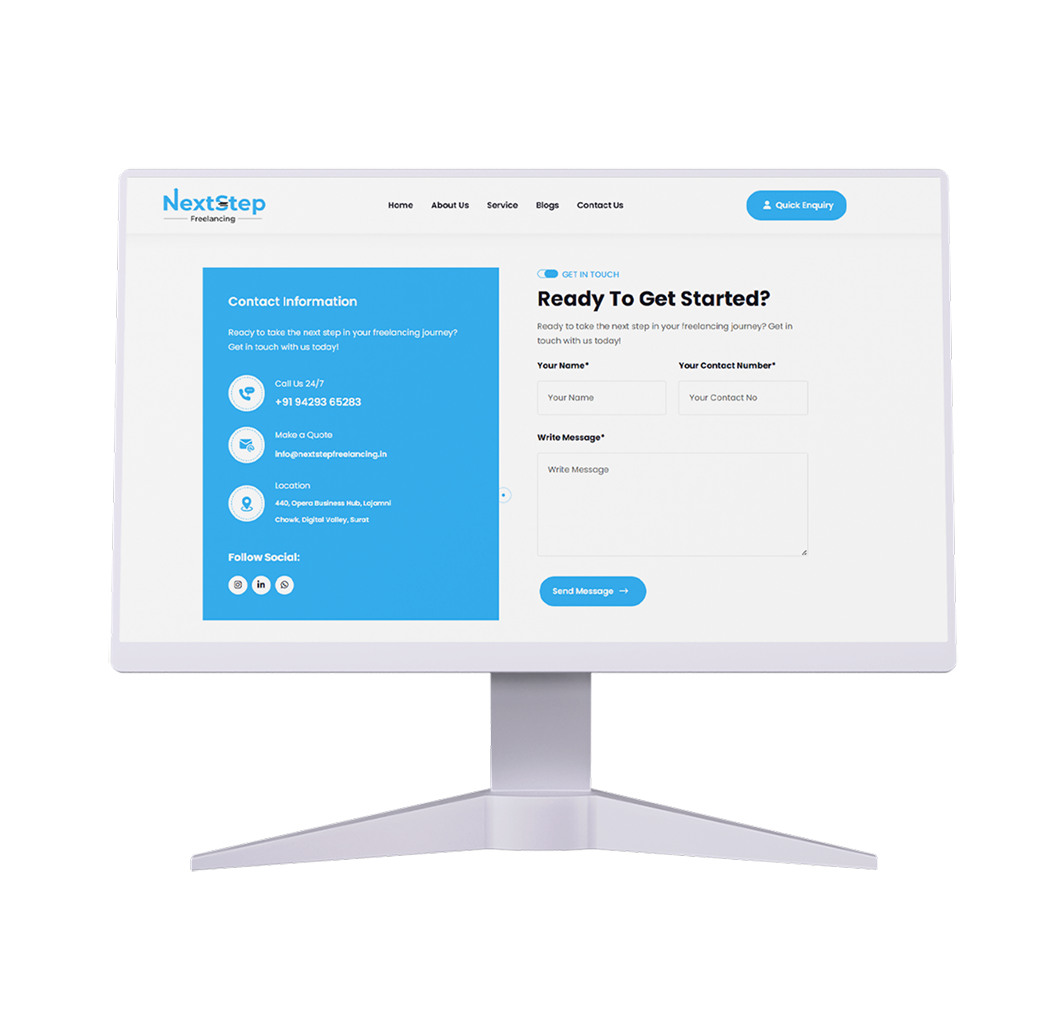 NextStep
Freelancing
Home
About Us
Service
Blogs
Contact Us
Quick Enquiry
Contact Information
Ready to take the next step in your freelancing journey?
Get in touch with us today!
Call Us 24/7
+91 94293 65283
Make a Quote
info@nextstepfreelancing.in
Location
440, Opera Business Hub, Lajamni
Chowk, Digital Valley, Surat
Follow Social:
GET IN TOUCH
Ready To Get Started?
Ready to take the next step in your freelancing journey? Get in
touch with us today!
Your Name*
Your Contact Number*
Your Name
Your Contact No
Write Message*
Write Message
Send Message